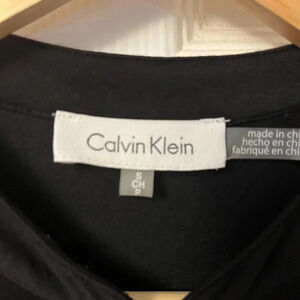 Calvin Klein
S
CH
P
made in chi
hecho en chi
fabriqué en chi